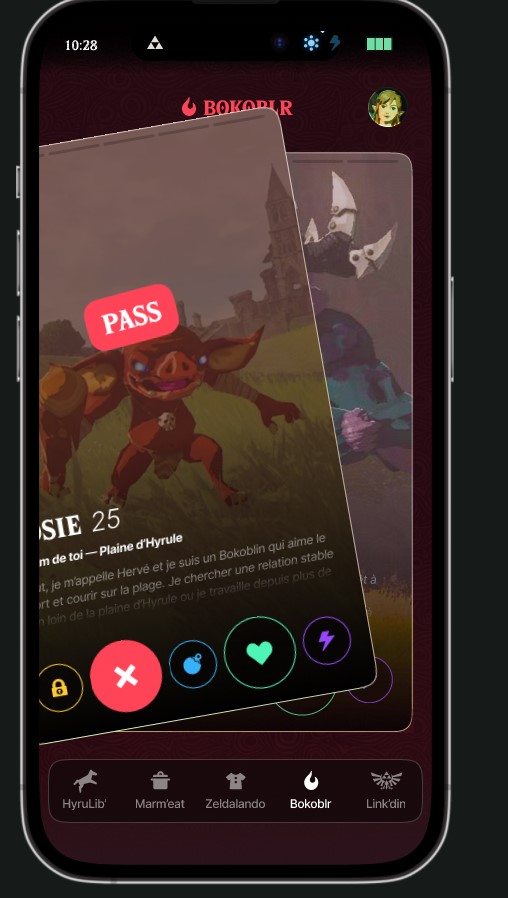 10:28
BOKOBLR
PASS
OSIE 25
m de toi — Plaine d'Hyrule
ut, je m'appelle Hervé et je suis un Bokoblin qui aime le
ort et courir sur la plage. Je chercher une relation stable
n loin de la plaine d'Hyrule ou je travaille depuis plus de
t à
HyruLib'
Marm'eat
Zeldalando
Bokoblr
Link'din